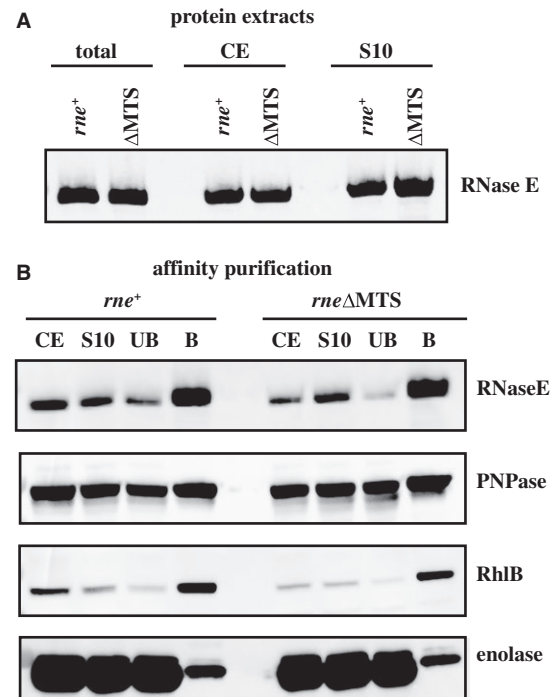 A
protein extracts
total CE S10
rne+ ΔMTS rne+ ΔMTS rne+ ΔMTS
RNase E
B
affinity purification
rne+ rneΔMTS
CE S10 UB B CE S10 UB B
RNaseE
PNPase
RhlB
enolase